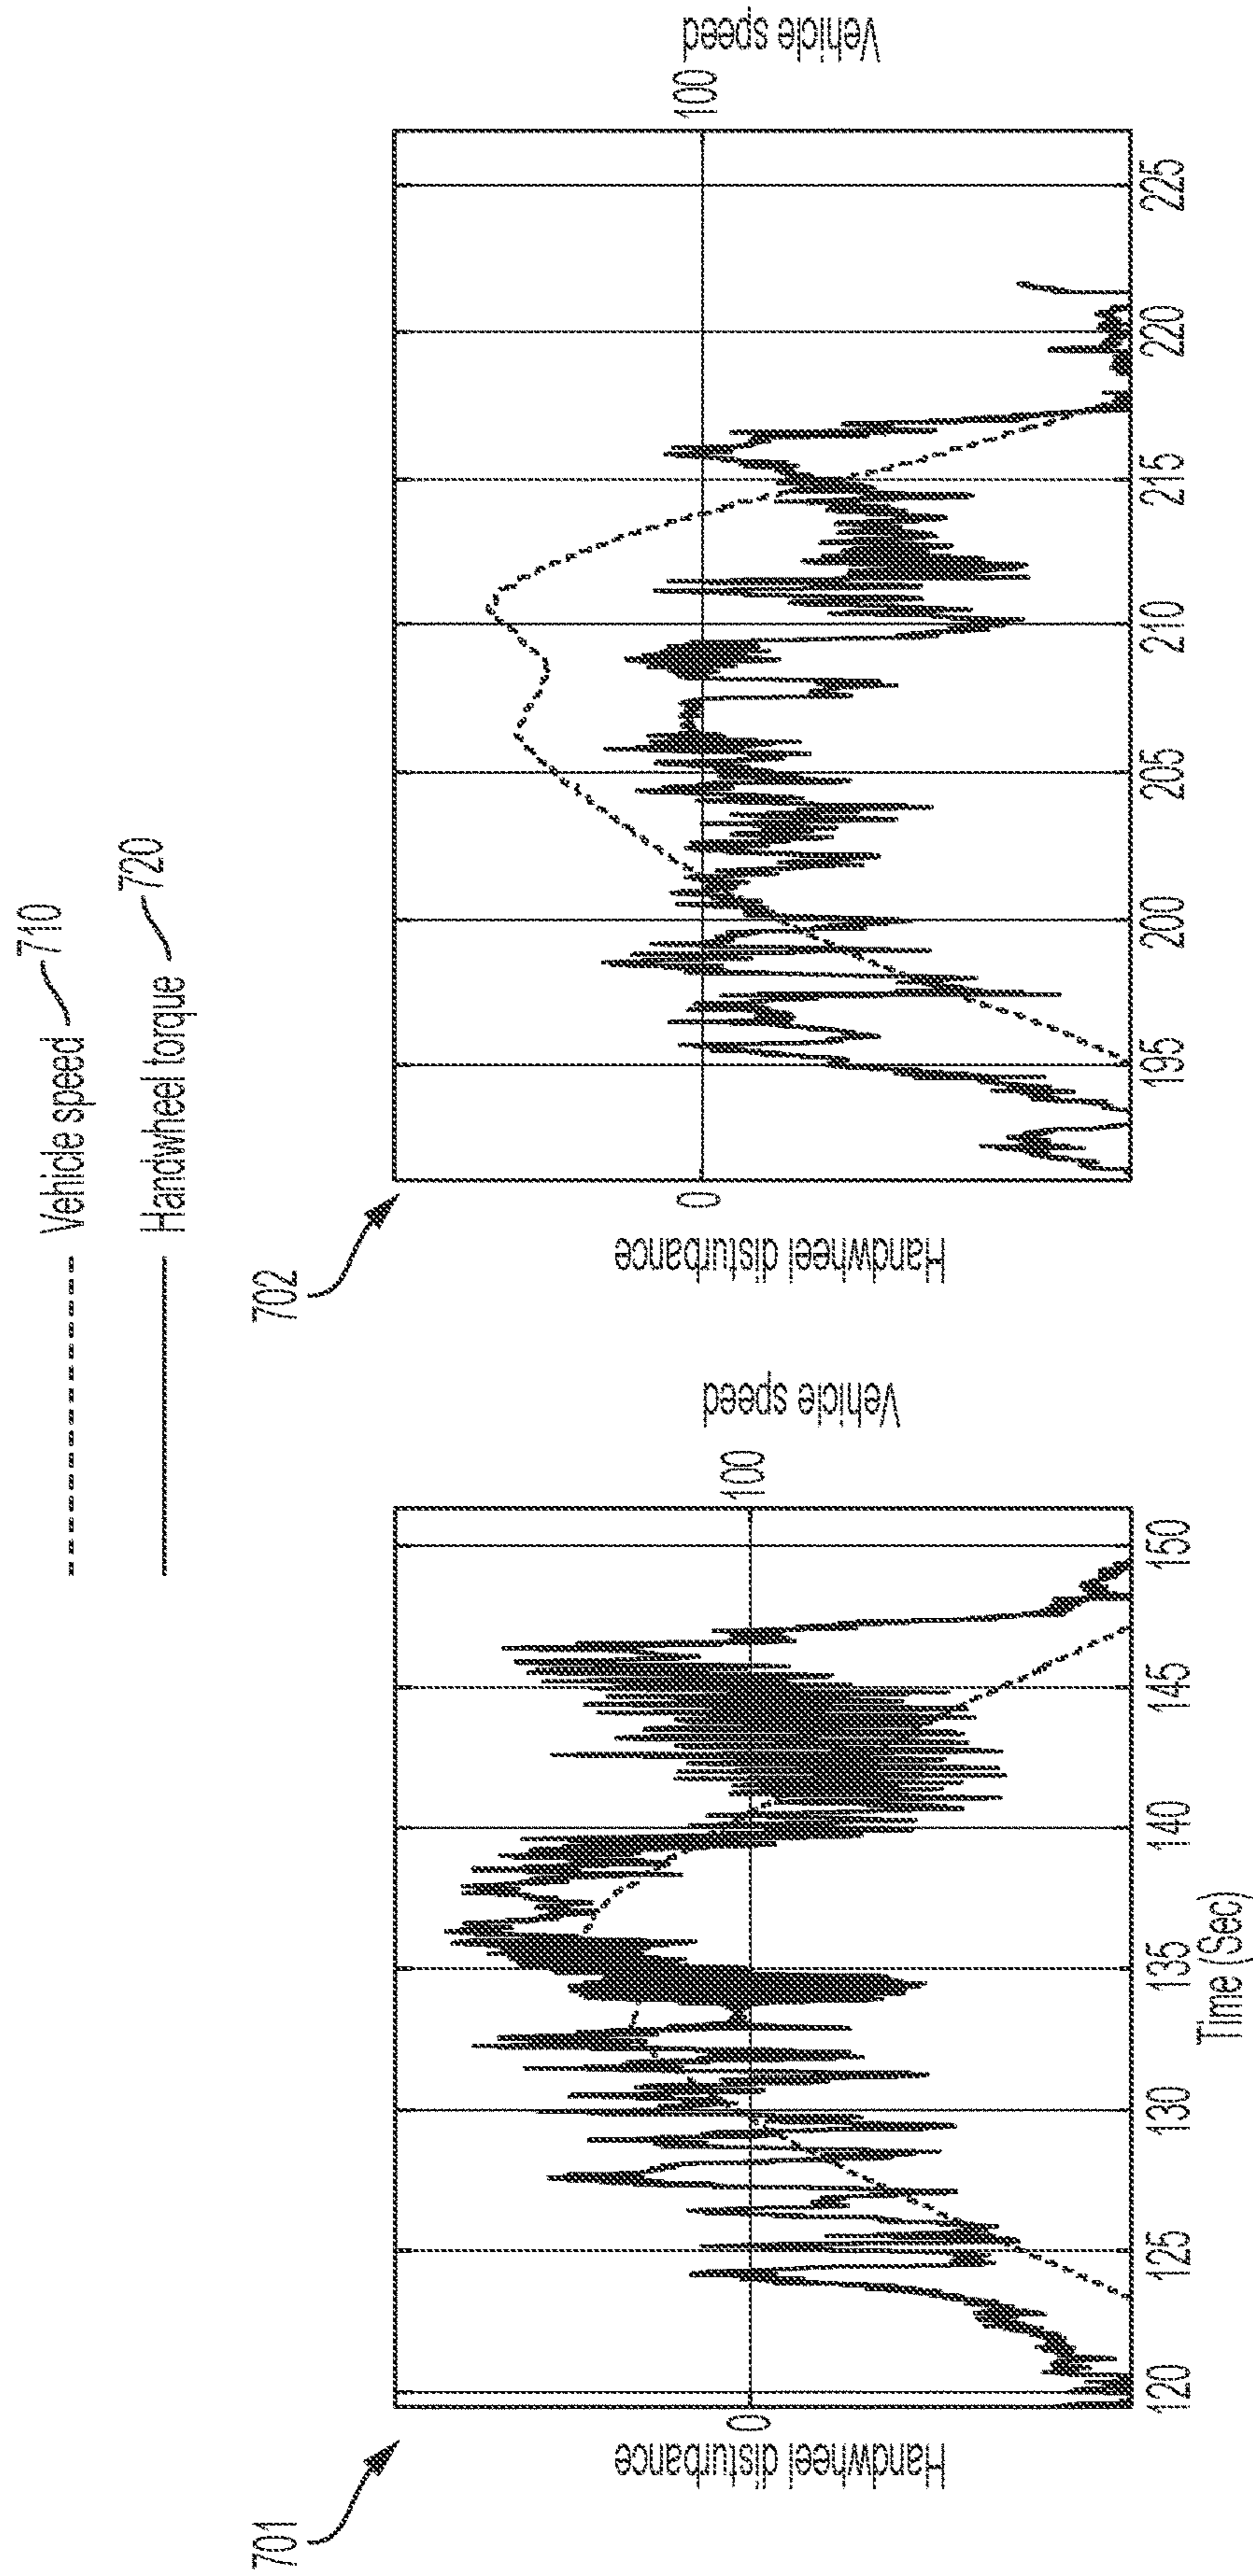 Vehicle speed 710
Handwheel torque 720
701
Handwheel disturbance
0
100
Vehicle speed
120 125 130 135 140 145 150
Time (Sec)
702
Handwheel disturbance
0
100
Vehicle speed
195 200 205 210 215 220 225